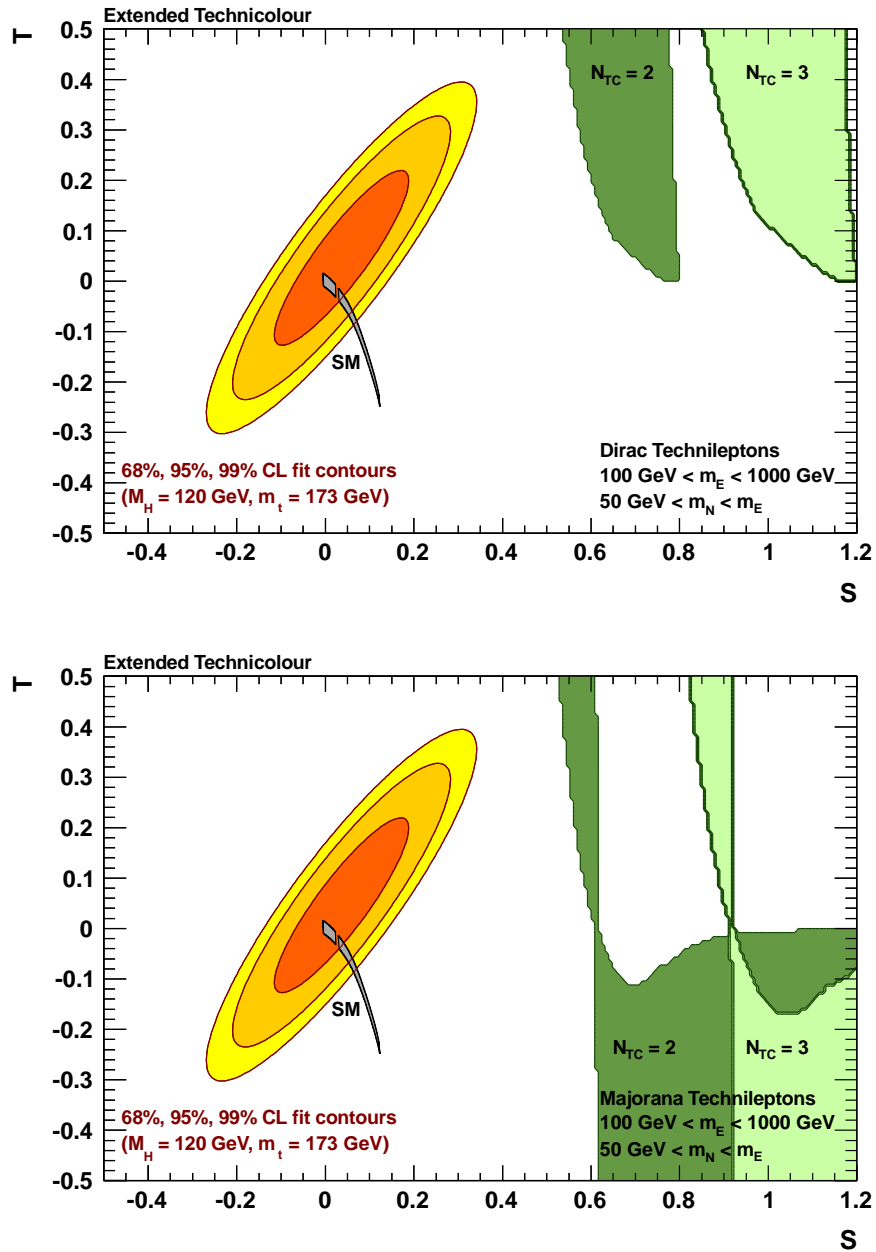 Extended Technicolour
T
0.5
0.4
0.3
0.2
0.1
0
-0.1
-0.2
-0.3
-0.4
-0.5
N_TC = 2
N_TC = 3
SM
68%, 95%, 99% CL fit contours
(M_H = 120 GeV, m_t = 173 GeV)
Dirac Technileptons
100 GeV < m_E < 1000 GeV
50 GeV < m_N < m_E
-0.4 -0.2 0 0.2 0.4 0.6 0.8 1 1.2
S
Extended Technicolour
T
0.5
0.4
0.3
0.2
0.1
0
-0.1
-0.2
-0.3
-0.4
-0.5
SM
N_TC = 2
N_TC = 3
68%, 95%, 99% CL fit contours
(M_H = 120 GeV, m_t = 173 GeV)
Majorana Technileptons
100 GeV < m_E < 1000 GeV
50 GeV < m_N < m_E
-0.4 -0.2 0 0.2 0.4 0.6 0.8 1 1.2
S